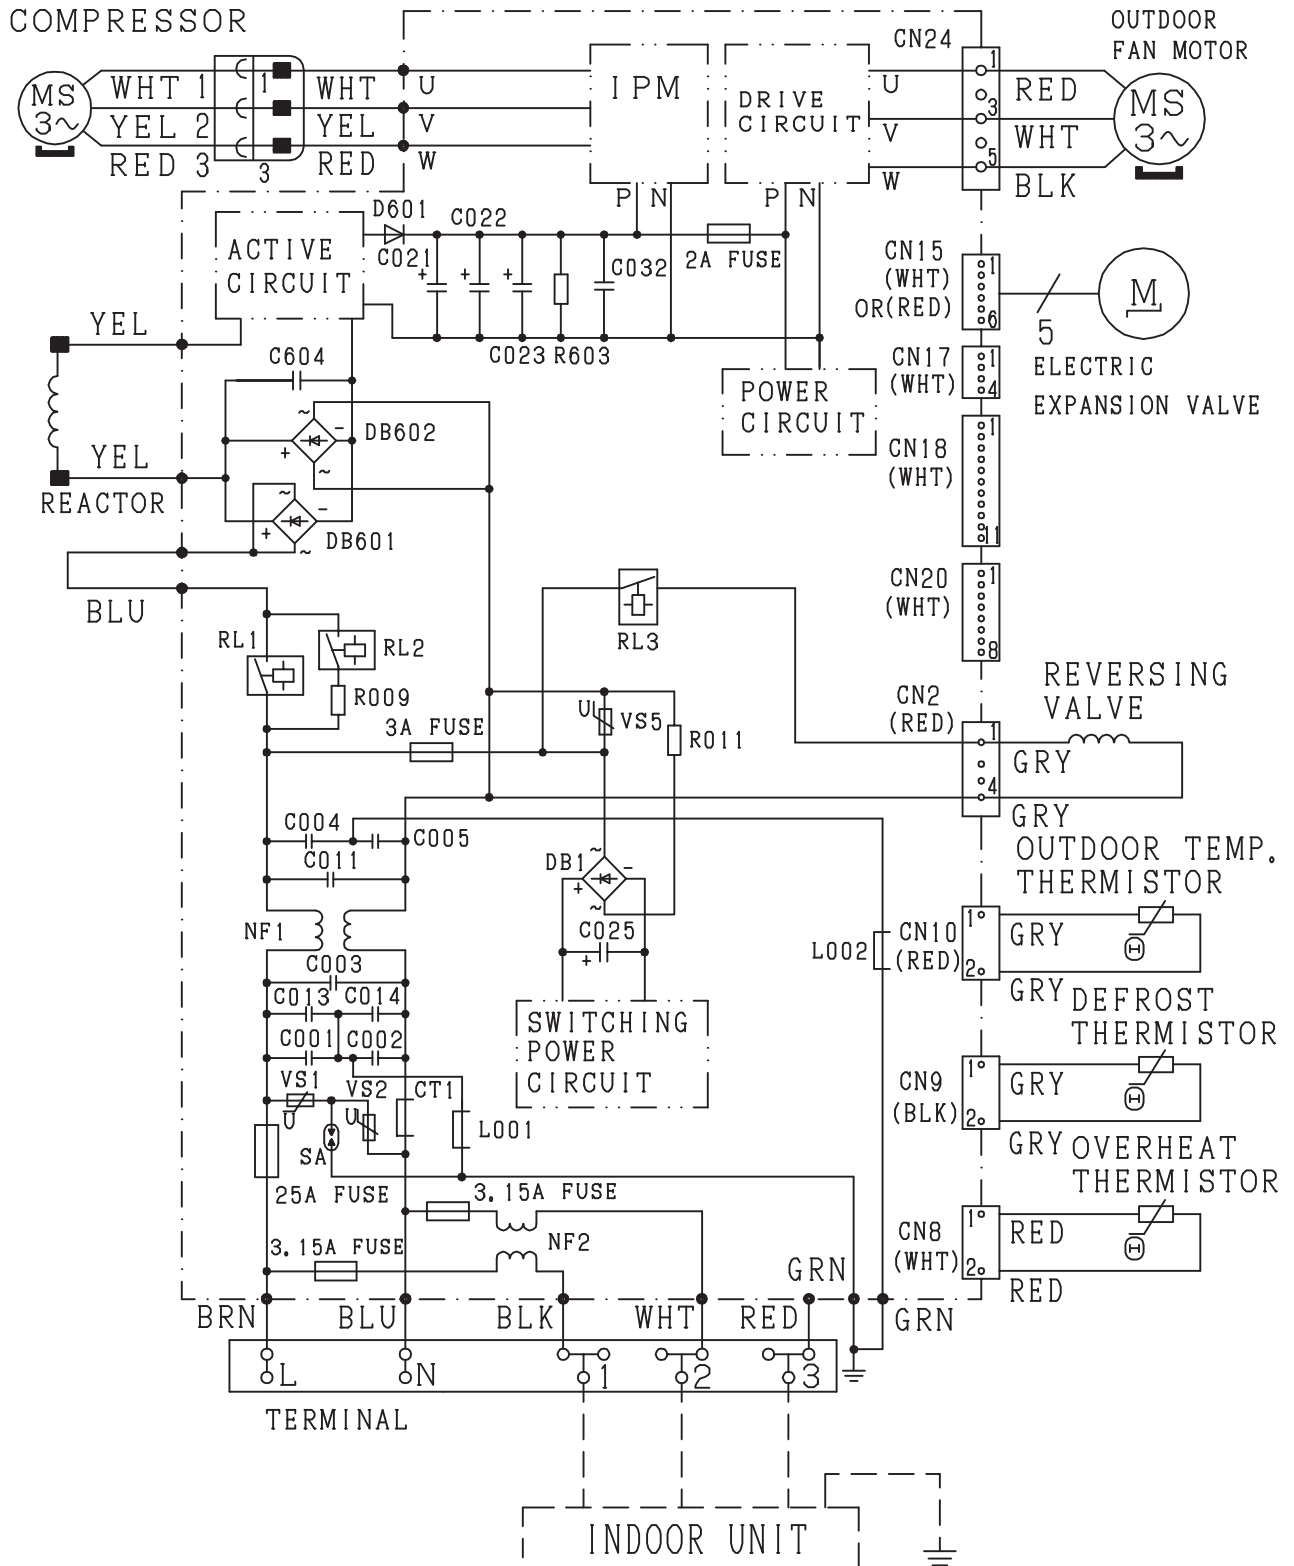 COMPRESSOR
OUTDOOR
FAN MOTOR
CN24
MS
3~
WHT 1
YEL 2
RED 3
1
3
WHT
YEL
RED
U
V
W
IPM
DRIVE
CIRCUIT
U
V
W
1
3
5
RED
WHT
BLK
MS
3~
P N
P N
ACTIVE
CIRCUIT
D601
C021
C022
+
+
+
C032
2A FUSE
C023 R603
CN15
(WHT)
OR(RED)
1
6
5
M
ELECTRIC
EXPANSION VALVE
YEL
YEL
REACTOR
C604
~
-
+
~
DB602
~
-
+
~
DB601
POWER
CIRCUIT
CN17
(WHT)
1
4
CN18
(WHT)
1
11
CN20
(WHT)
1
8
BLU
RL1
RL2
R009
RL3
3A FUSE
U
VS5
R011
CN2
(RED)
1
4
REVERSING
VALVE
GRY
GRY
C004
C005
C011
NF1
C003
C013 C014
C001 C002
VS1
U
VS2
U
CT1
SA
L001
25A FUSE
DB1
~
-
+
~
C025
+
SWITCHING
POWER
CIRCUIT
L002
OUTDOOR TEMP.
THERMISTOR
CN10
(RED)
1
2
GRY
GRY
DEFROST
THERMISTOR
CN9
(BLK)
1
2
GRY
GRY
OVERHEAT
THERMISTOR
CN8
(WHT)
1
2
RED
RED
3.15A FUSE
3.15A FUSE
NF2
GRN
GRN
BRN
BLU
BLK
WHT
RED
L
N
1
2
3
TERMINAL
INDOOR UNIT